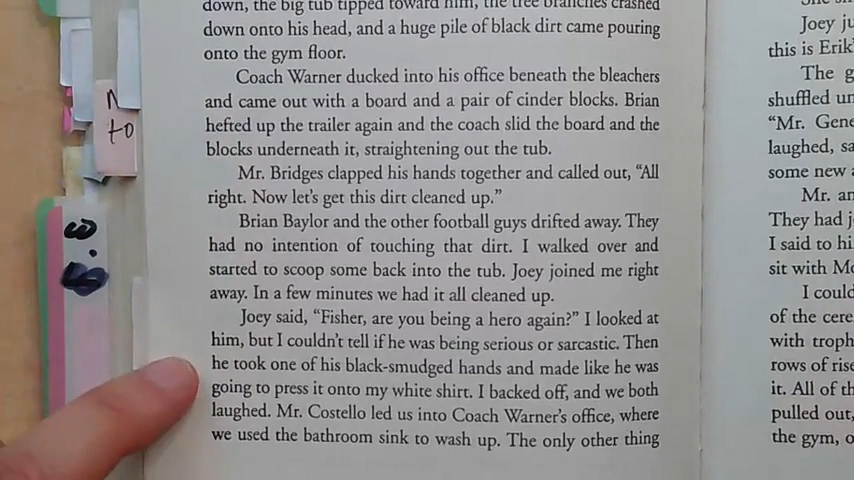 down, the big tub tipped toward him, the tree branches crashed
down onto his head, and a huge pile of black dirt came pouring
onto the gym floor.
Coach Warner ducked into his office beneath the bleachers
and came out with a board and a pair of cinder blocks. Brian
hefted up the trailer again and the coach slid the board and the
blocks underneath it, straightening out the tub.
Mr. Bridges clapped his hands together and called out, “All
right. Now let’s get this dirt cleaned up.”
Brian Baylor and the other football guys drifted away. They
had no intention of touching that dirt. I walked over and
started to scoop some back into the tub. Joey joined me right
away. In a few minutes we had it all cleaned up.
Joey said, “Fisher, are you being a hero again?” I looked at
him, but I couldn’t tell if he was being serious or sarcastic. Then
he took one of his black-smudged hands and made like he was
going to press it onto my white shirt. I backed off, and we both
laughed. Mr. Costello led us into Coach Warner’s office, where
we used the bathroom sink to wash up. The only other thing
to
S.3
Joey ju
this is Erik
The g
shuffled un
“Mr. Gene
laughed, sa
some new a
Mr. an
They had j
I said to hi
sit with Mo
I could
of the cere
with troph
rows of rise
it. All of th
pulled out,
the gym, o